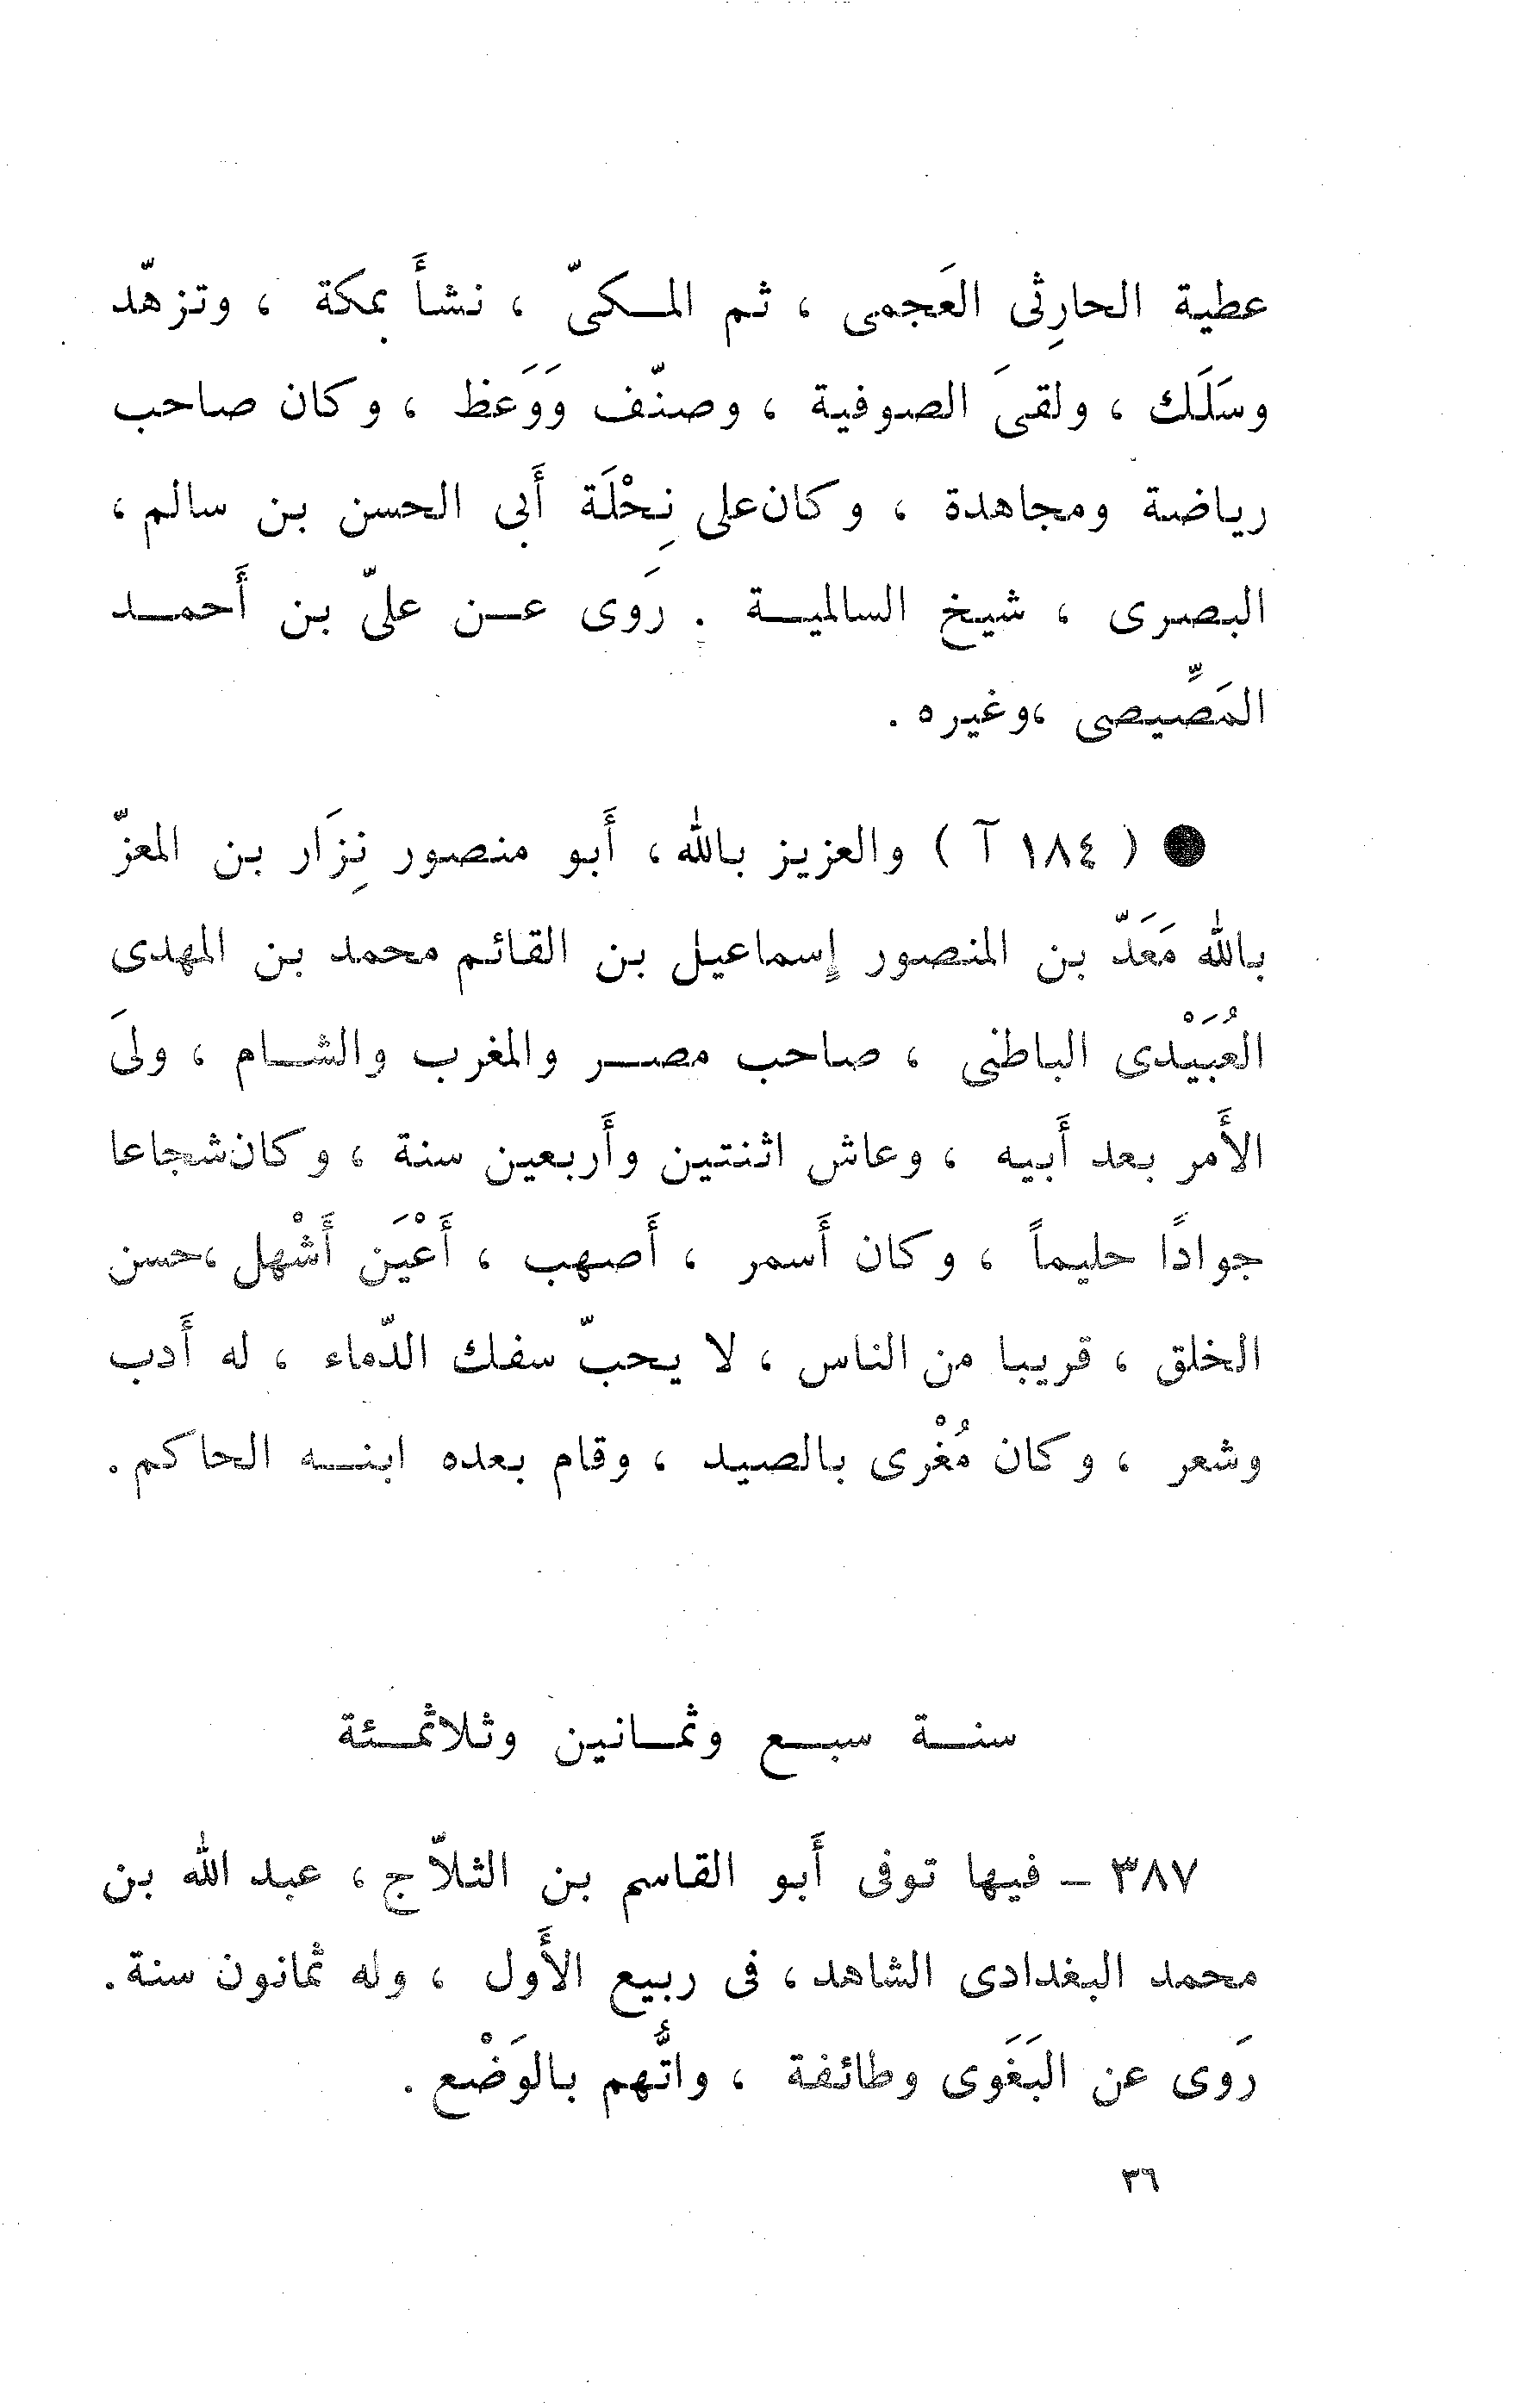 عطية الحارِثى العَجمى ، ثم المكىّ ، نشأَ بمكة ، وتزهّد
وسَلَك ، ولقىَ الصوفية ، وصنّف وَوَعظ ، وكان صاحب
رياضة ومجاهدة ، وكان على نِحْلَة أَبى الحسن بن سالم ،
البصرى ، شيخ السالمية . رَوى عن علىّ بن أَحمد
المَصِّيصى ، وغيره .
● ( ١٨٤ آ ) والعزيز بالله ، أَبو منصور نِزَار بن المعزّ
بالله مَعَدّ بن المنصور إِسماعيل بن القائم محمد بن المهدى
العُبَيْدى الباطنى ، صاحب مصر والمغرب والشام ، ولىَ
الأَمر بعد أَبيه ، وعاش اثنتين وأَربعين سنة ، وكان شجاعا
جوادًا حليماً ، وكان أَسمر ، أَصهب ، أَعْيَن أَشْهل ، حسن
الخلق ، قريبا من الناس ، لا يحبّ سفك الدّماء ، له أَدب
وشعر ، وكان مُغْرى بالصيد ، وقام بعده ابنه الحاكم .
سنة سبع وثمانين وثلاثمئة
٣٨٧ – فيها توفى أَبو القاسم بن الثلاّج ، عبد الله بن
محمد البغدادى الشاهد ، فى ربيع الأَول ، وله ثمانون سنة .
رَوى عن البَغَوى وطائفة ، واتُّهم بالوَضْع .
٣٦